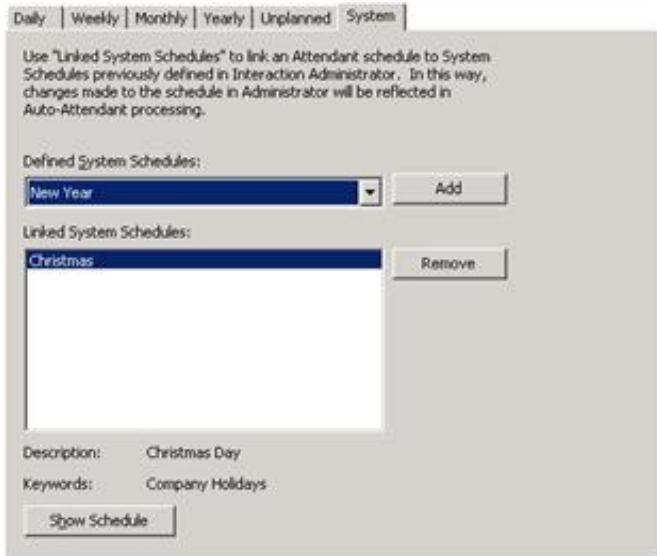 Daily Weekly Monthly Yearly Unplanned System
Use "Linked System Schedules" to link an Attendant schedule to System
Schedules previously defined in Interaction Administrator. In this way,
changes made to the schedule in Administrator will be reflected in
Auto-Attendant processing.
Defined System Schedules:
New Year Add
Linked System Schedules:
Christmas Remove
Description: Christmas Day
Keywords: Company Holidays
Show Schedule